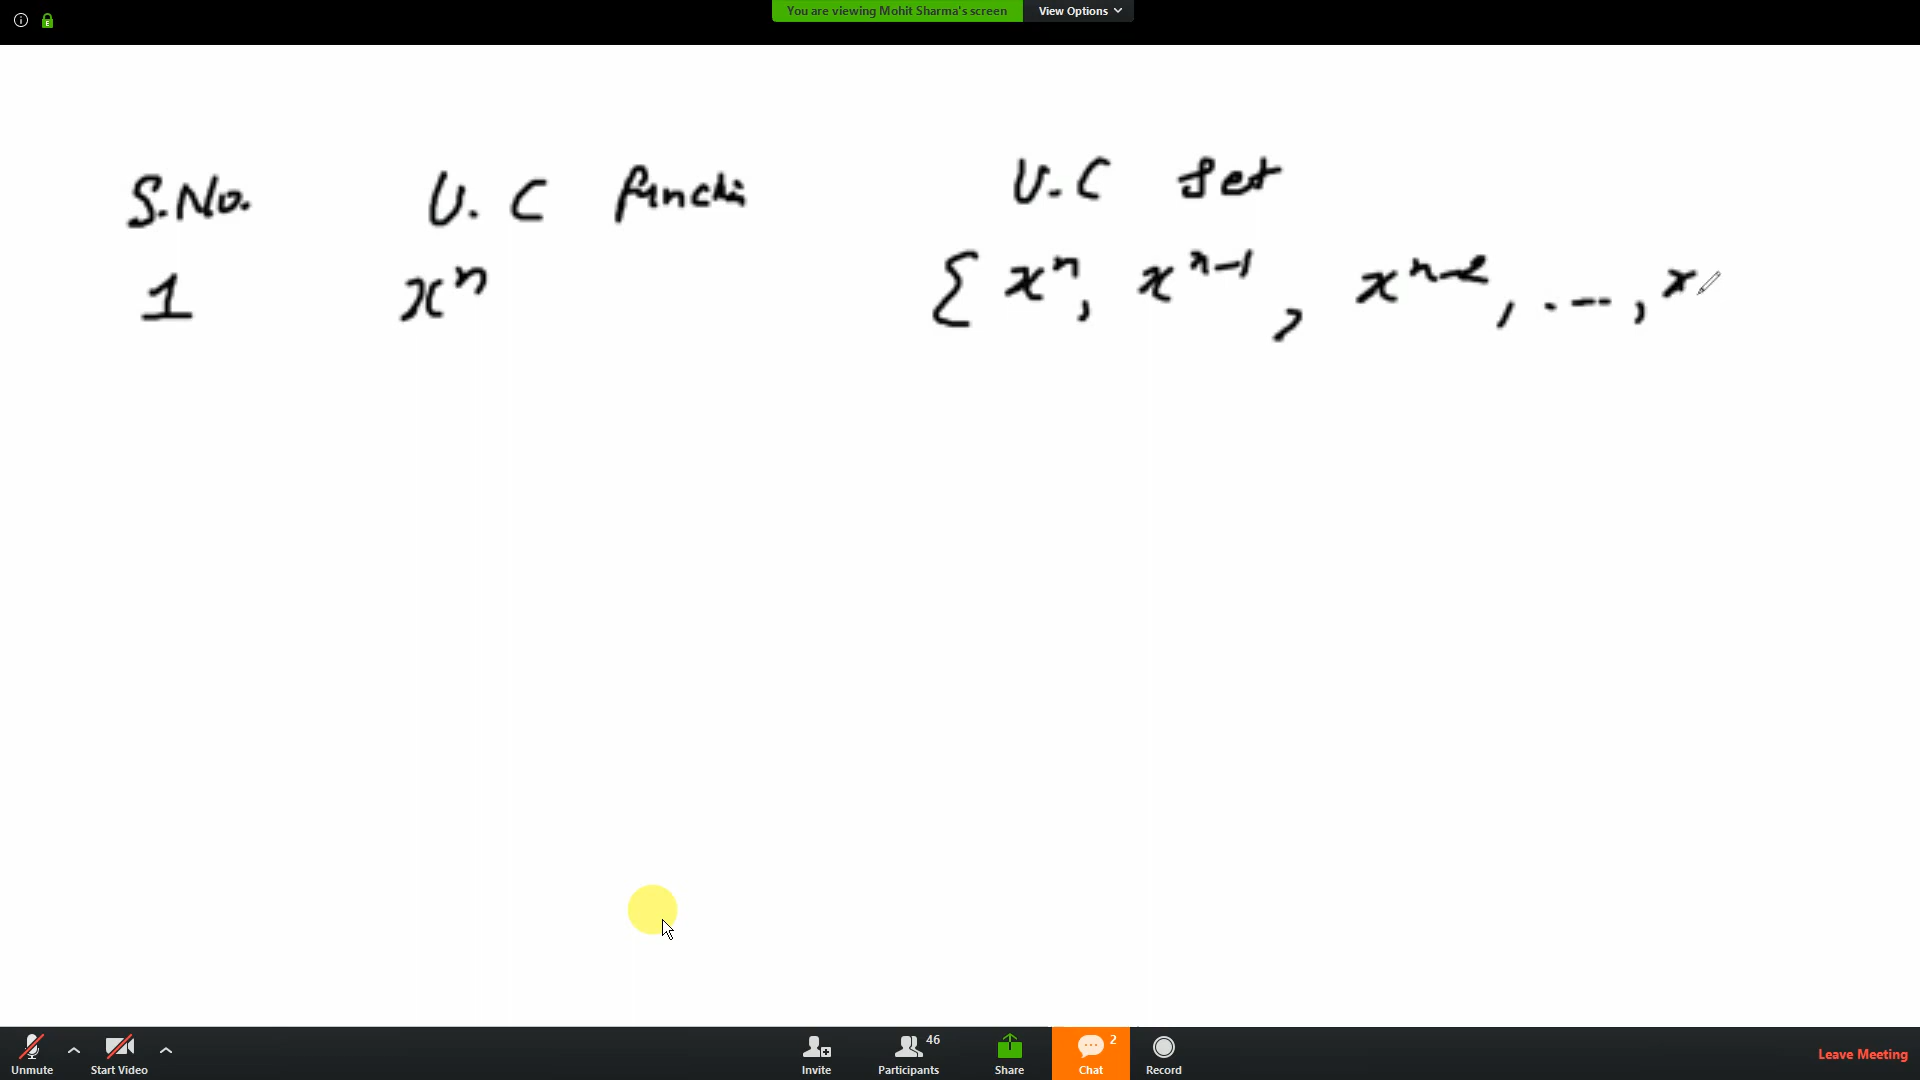 You are viewing Mohit Sharma's screen View Options
S.No. U.C functi U.C Set
1 xⁿ { xⁿ, xⁿ⁻¹, xⁿ⁻², ..., x
46 2
Unmute Start Video Invite Participants Share Chat Record Leave Meeting